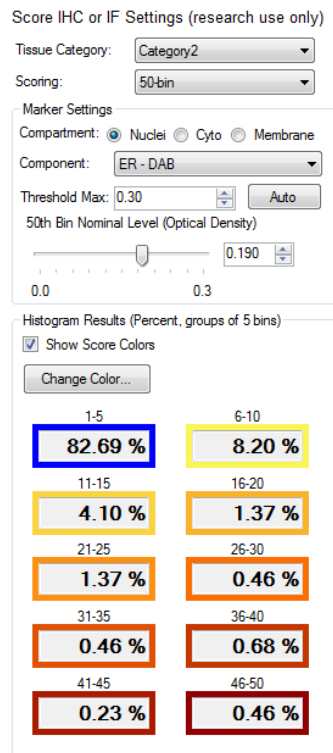 Score IHC or IF Settings (research use only)
Tissue Category: Category2
Scoring: 50-bin
Marker Settings
Compartment: Nuclei Cyto Membrane
Component: ER - DAB
Threshold Max: 0.30 Auto
50th Bin Nominal Level (Optical Density)
0.190
0.0 0.3
Histogram Results (Percent, groups of 5 bins)
Show Score Colors
Change Color...
1-5 6-10
82.69 % 8.20 %
11-15 16-20
4.10 % 1.37 %
21-25 26-30
1.37 % 0.46 %
31-35 36-40
0.46 % 0.68 %
41-45 46-50
0.23 % 0.46 %